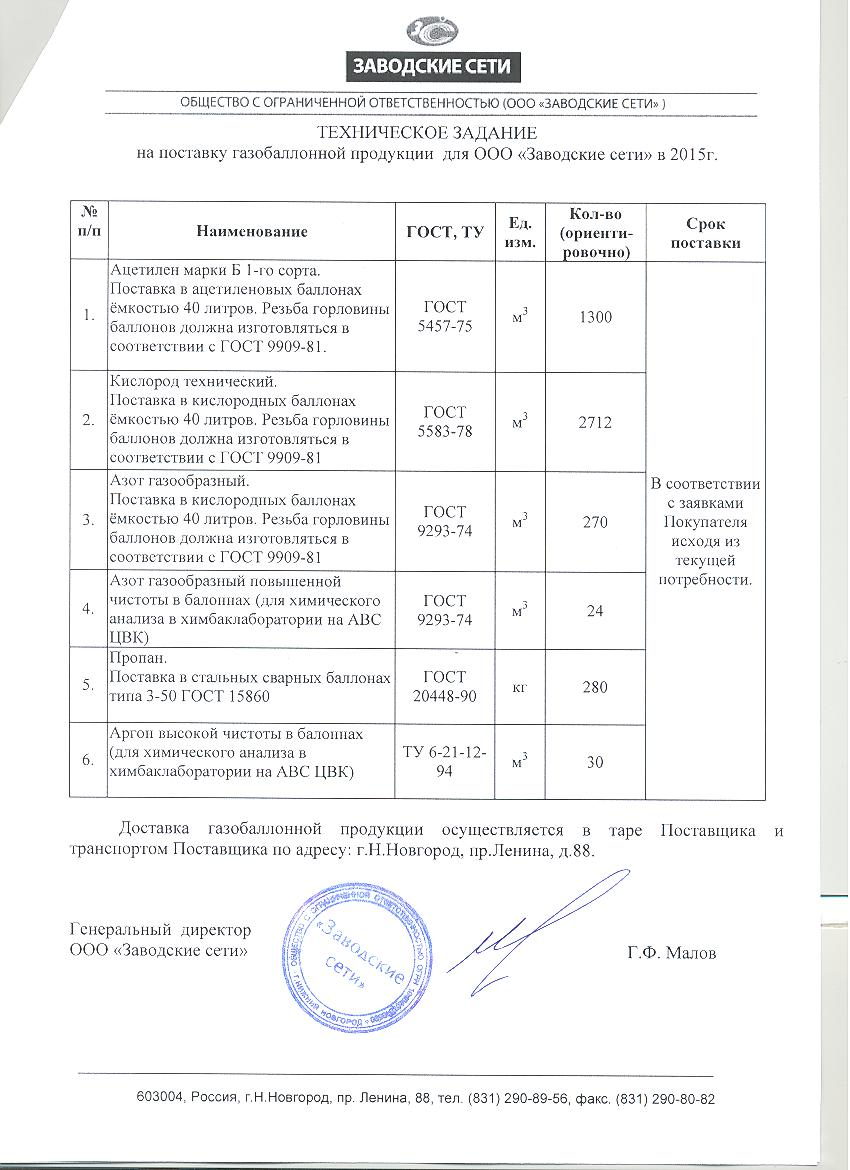 ЗАВОДСКИЕ СЕТИ
ОБЩЕСТВО С ОГРАНИЧЕННОЙ ОТВЕТСТВЕННОСТЬЮ (ООО «ЗАВОДСКИЕ СЕТИ» )
ТЕХНИЧЕСКОЕ ЗАДАНИЕ
на поставку газобаллонной продукции для ООО «Заводские сети» в 2015г.
№ п/п
Наименование
ГОСТ, ТУ
Ед. изм.
Кол-во (ориенти-ровочно)
Срок поставки
1.
Ацетилен марки Б 1-го сорта.
Поставка в ацетиленовых баллонах
ёмкостью 40 литров. Резьба горловины
баллонов должна изготовляться в
соответствии с ГОСТ 9909-81.
ГОСТ
5457-75
м³
1300
2.
Кислород технический.
Поставка в кислородных баллонах
ёмкостью 40 литров. Резьба горловины
баллонов должна изготовляться в
соответствии с ГОСТ 9909-81
ГОСТ
5583-78
м³
2712
3.
Азот газообразный.
Поставка в кислородных баллонах
ёмкостью 40 литров. Резьба горловины
баллонов должна изготовляться в
соответствии с ГОСТ 9909-81
ГОСТ
9293-74
м³
270
4.
Азот газообразный повышенной
чистоты в балоннах (для химического
анализа в химбаклаборатории на АВС
ЦВК)
ГОСТ
9293-74
м³
24
5.
Пропан.
Поставка в стальных сварных баллонах
типа 3-50 ГОСТ 15860
ГОСТ
20448-90
кг
280
6.
Аргон высокой чистоты в балоннах
(для химического анализа в
химбаклаборатории на АВС ЦВК)
ТУ 6-21-12-
94
м³
30
В соответствии
с заявками
Покупателя
исходя из
текущей
потребности.
Доставка газобаллонной продукции осуществляется в таре Поставщика и
транспортом Поставщика по адресу: г.Н.Новгород, пр.Ленина, д.88.
Генеральный директор
ООО «Заводские сети»
ОБЩЕСТВО С ОГРАНИЧЕННОЙ ОТВЕТСТВЕННОСТЬЮ ОГРН
г. НИЖНИЙ НОВГОРОД
«Заводские
сети»
Г.Ф. Малов
603004, Россия, г.Н.Новгород, пр. Ленина, 88, тел. (831) 290-89-56, факс. (831) 290-80-82